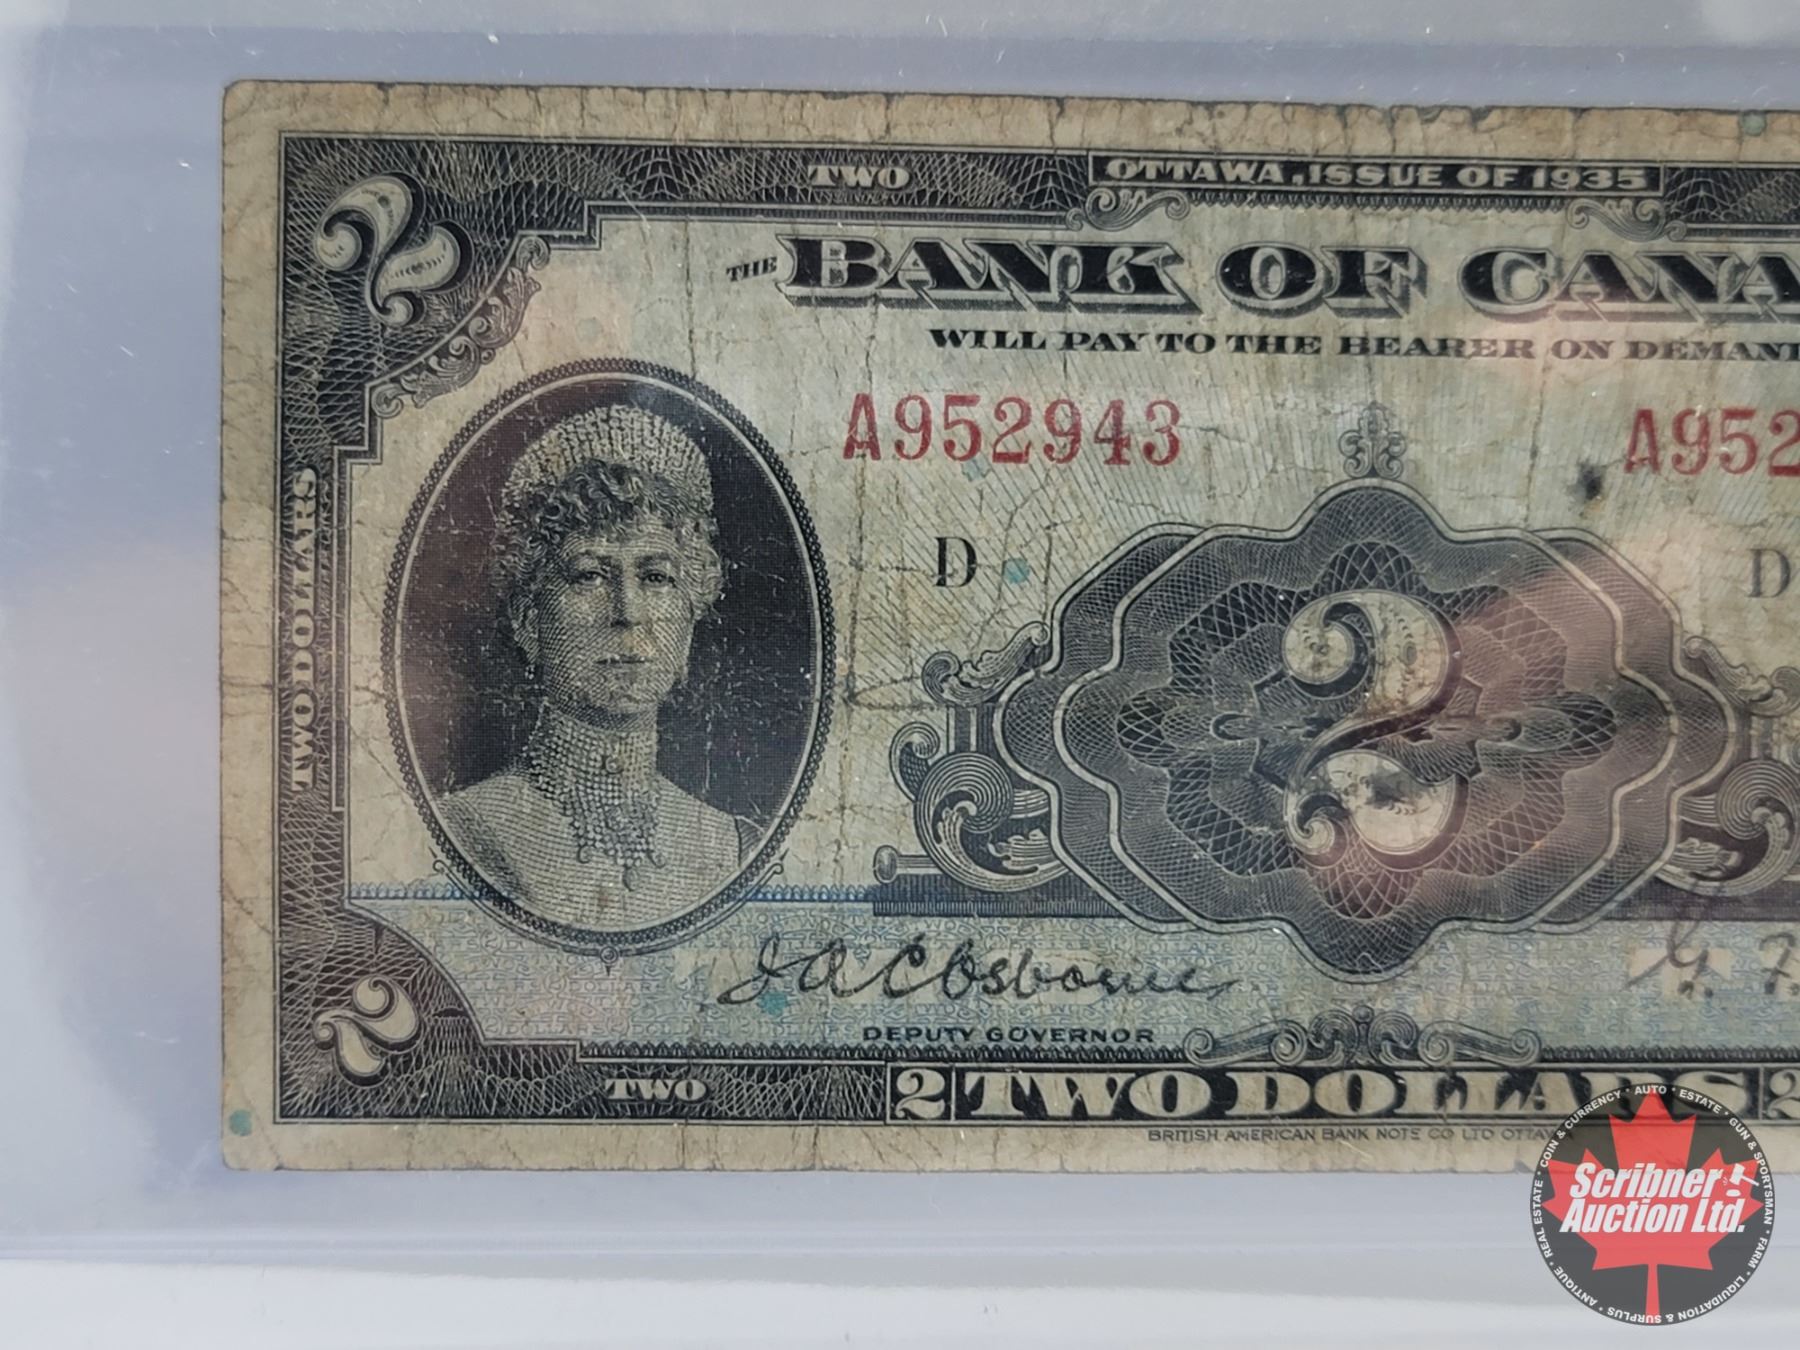 TWO
OTTAWA, ISSUE OF 1935
THE BANK OF CANA
WILL PAY TO THE BEARER ON DEMAND
A952943
A952
D
D
TWO DOLLARS
2
2
2
J A C Osborne
G. F.
DEPUTY GOVERNOR
TWO
2 TWO DOLLARS 2
BRITISH AMERICAN BANK NOTE CO LTD OTTAWA
Scribner
Auction Ltd.
COIN & CURRENCY • AUTO • ESTATE • GUN & SPORTSMAN • FARM • LIQUIDATION & SURPLUS • ANTIQUE • REAL ESTATE •